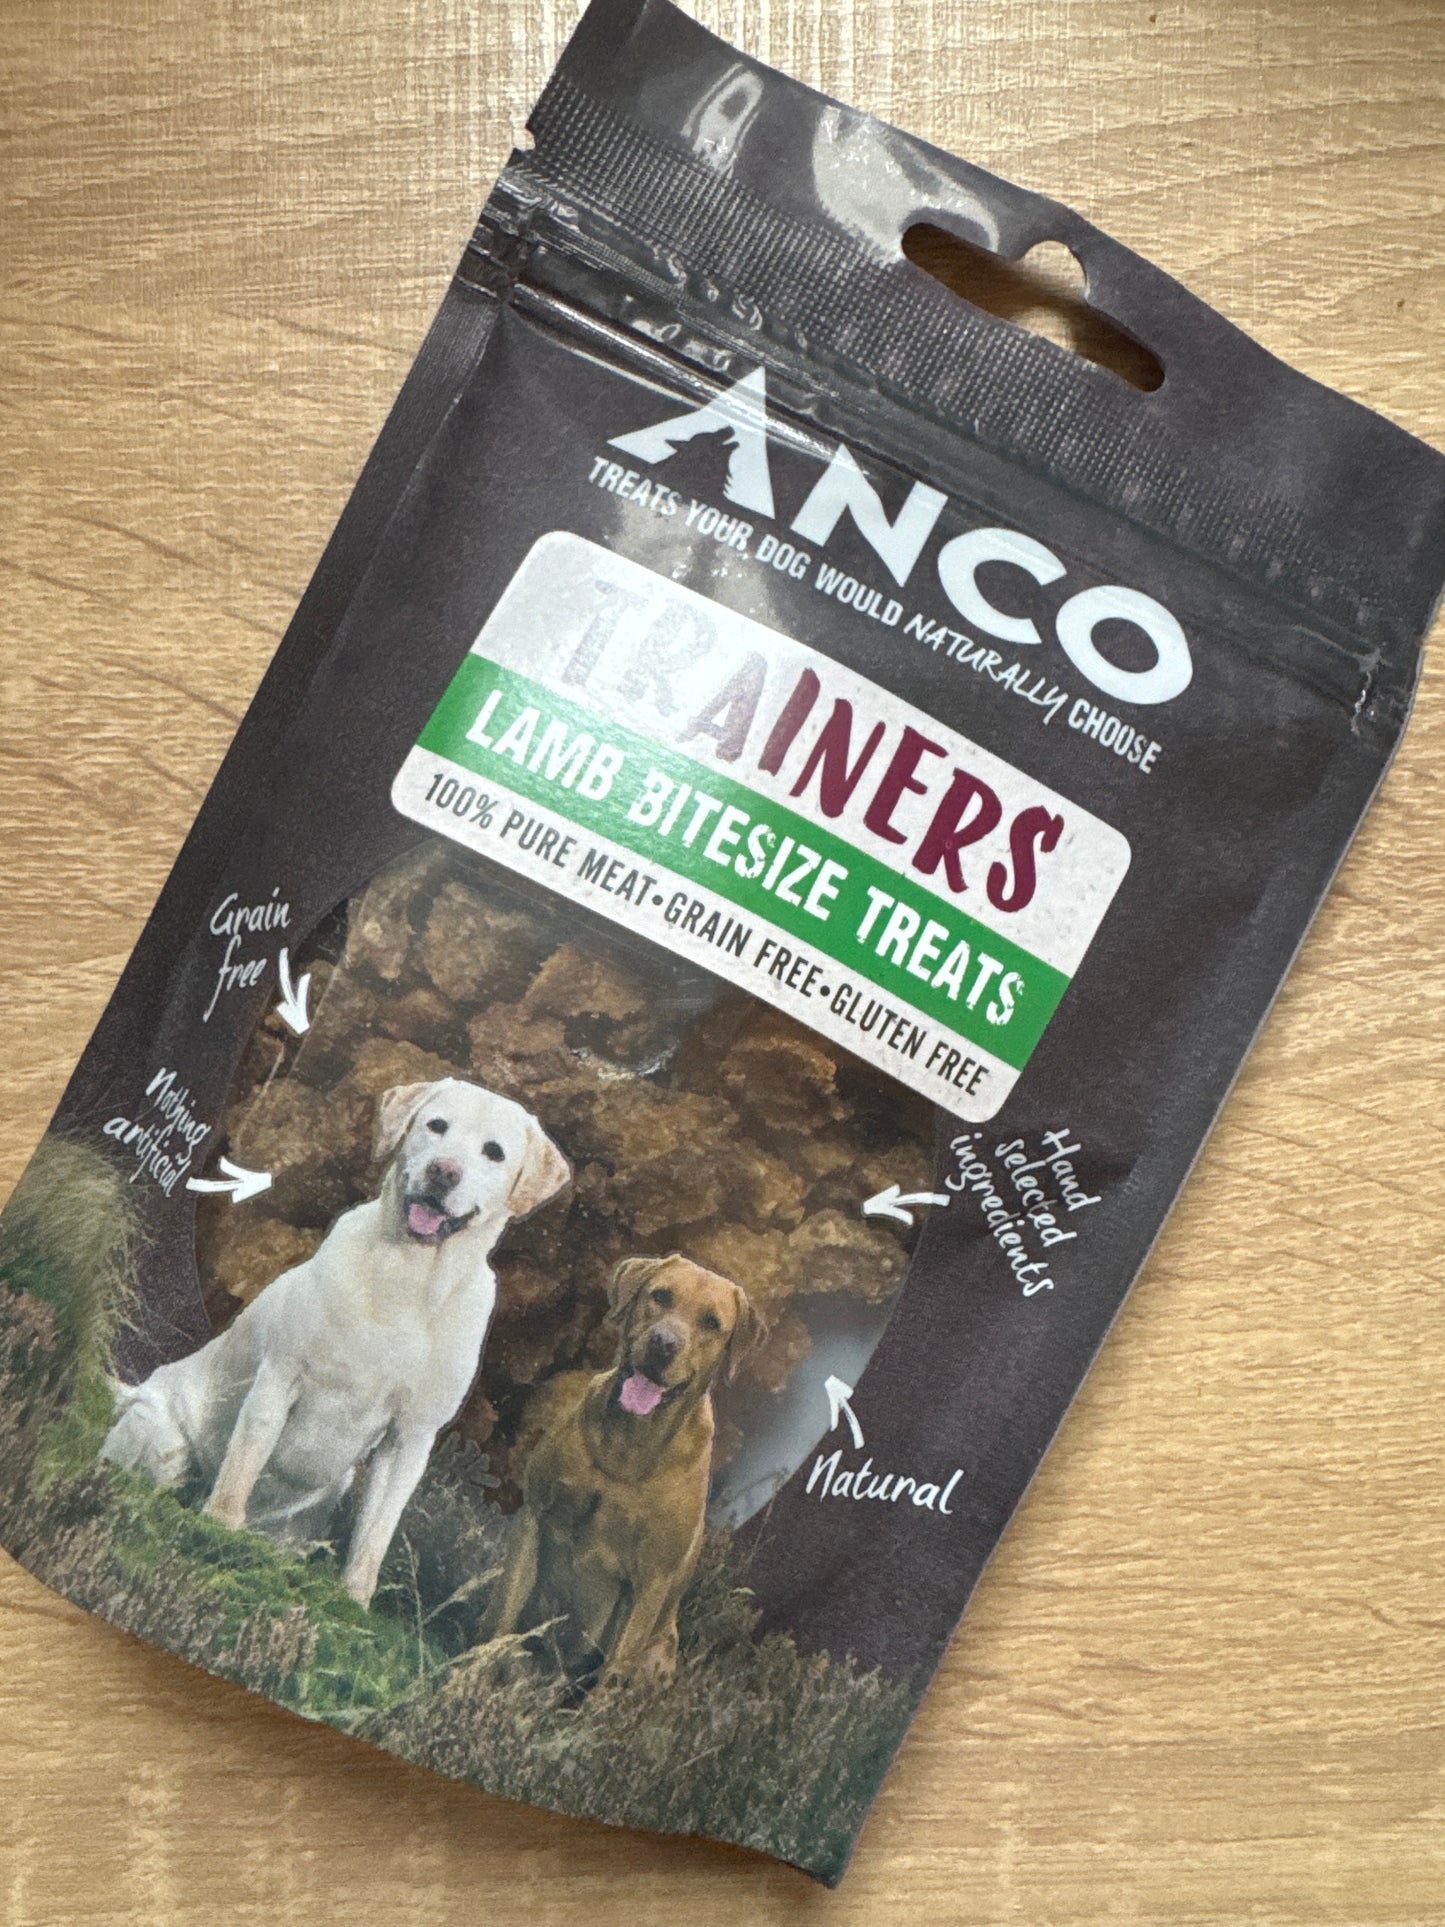 ANCO
TREATS YOUR DOG WOULD NATURALLY CHOOSE
TRAINERS
LAMB BITESIZE TREATS
100% PURE MEAT•GRAIN FREE•GLUTEN FREE
Grain
free
Nothing
artificial
Hand
selected
ingredients
Natural